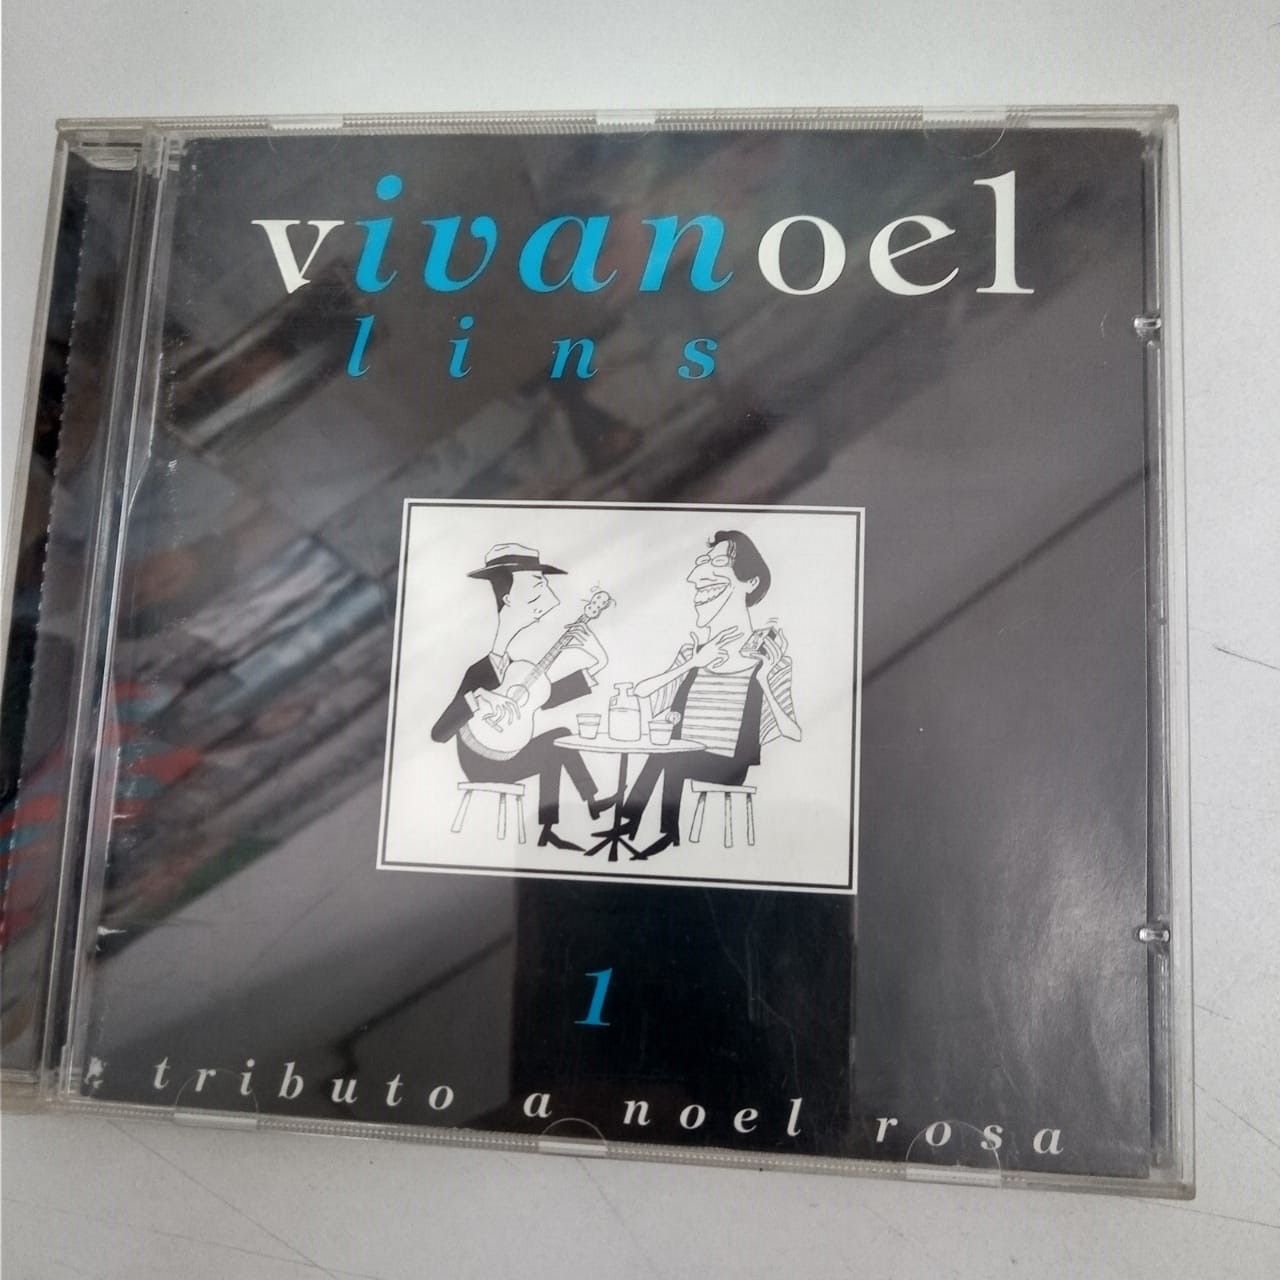 vivanoel
lins
1
tributo a noel rosa